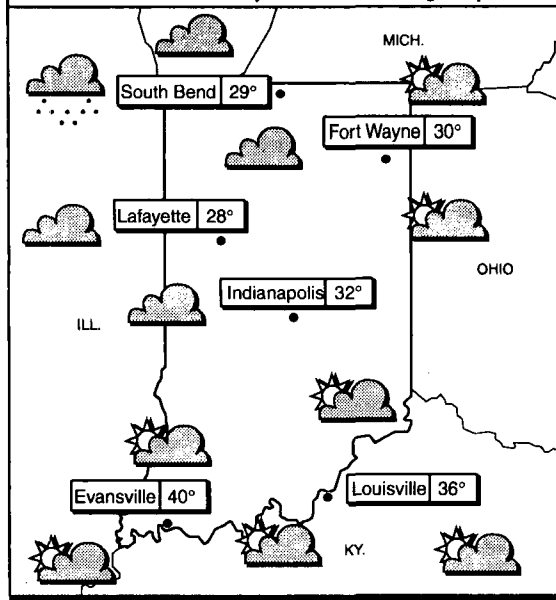 MICH.
South Bend 29°
Fort Wayne 30°
Lafayette 28°
OHIO
Indianapolis 32°
ILL.
Evansville 40°
Louisville 36°
KY.